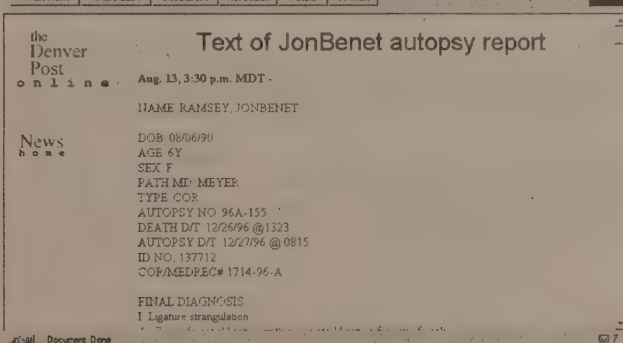 the
Denver
Post
online
Text of JonBenet autopsy report
Aug. 13, 3:30 p.m. MDT -
NAME RAMSEY, JONBENET
News
home
DOB 08/06/90
AGE 6Y
SEX F
PATH MD MEYER
TYPE COR
AUTOPSY NO 96A-155
DEATH D/T 12/26/96 @1323
AUTOPSY D/T 12/27/96 @ 0815
ID NO. 137712
COR/MEDREC# 1714-96-A
FINAL DIAGNOSIS
I Ligature strangulation
Document Done